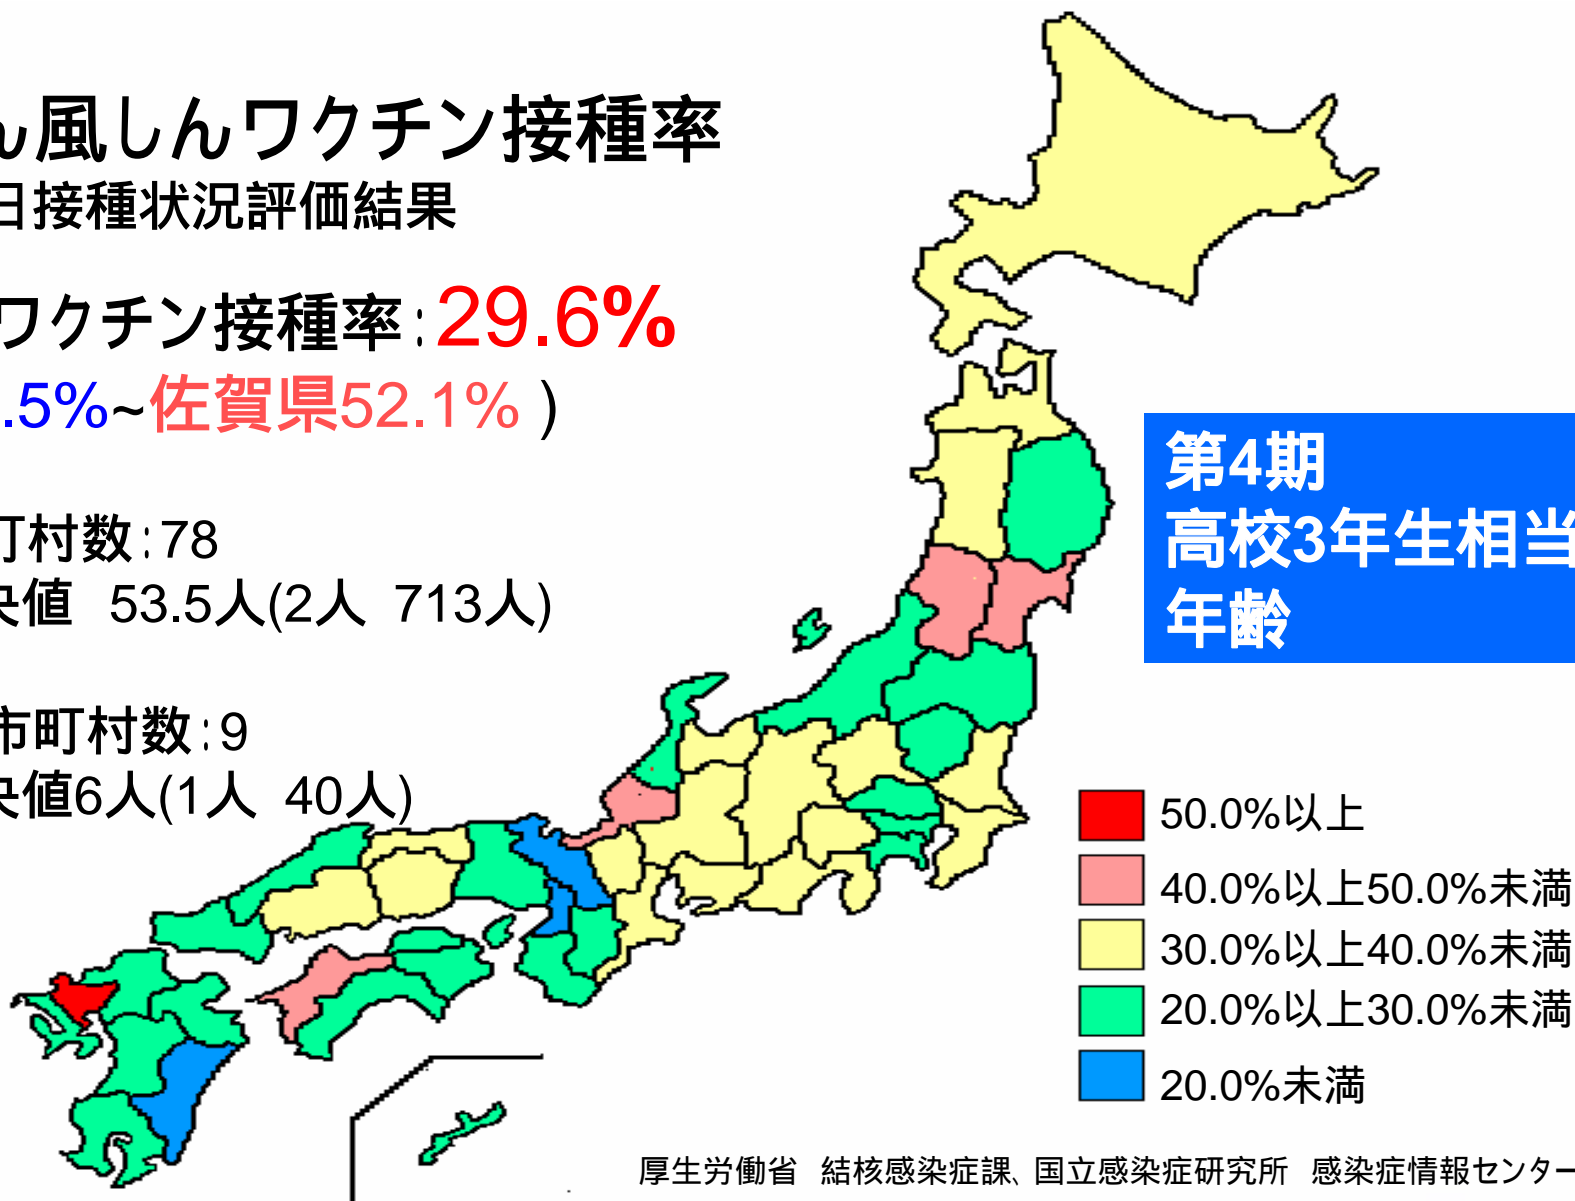 ん風しんワクチン接種率
日接種状況評価結果
ワクチン接種率:29.6%
.5%~佐賀県52.1% )
町村数:78
央値 53.5人(2人 713人)
市町村数:9
央値6人(1人 40人)
第4期
高校3年生相当
年齢
50.0%以上
40.0%以上50.0%未満
30.0%以上40.0%未満
20.0%以上30.0%未満
20.0%未満
厚生労働省 結核感染症課、国立感染症研究所 感染症情報センター